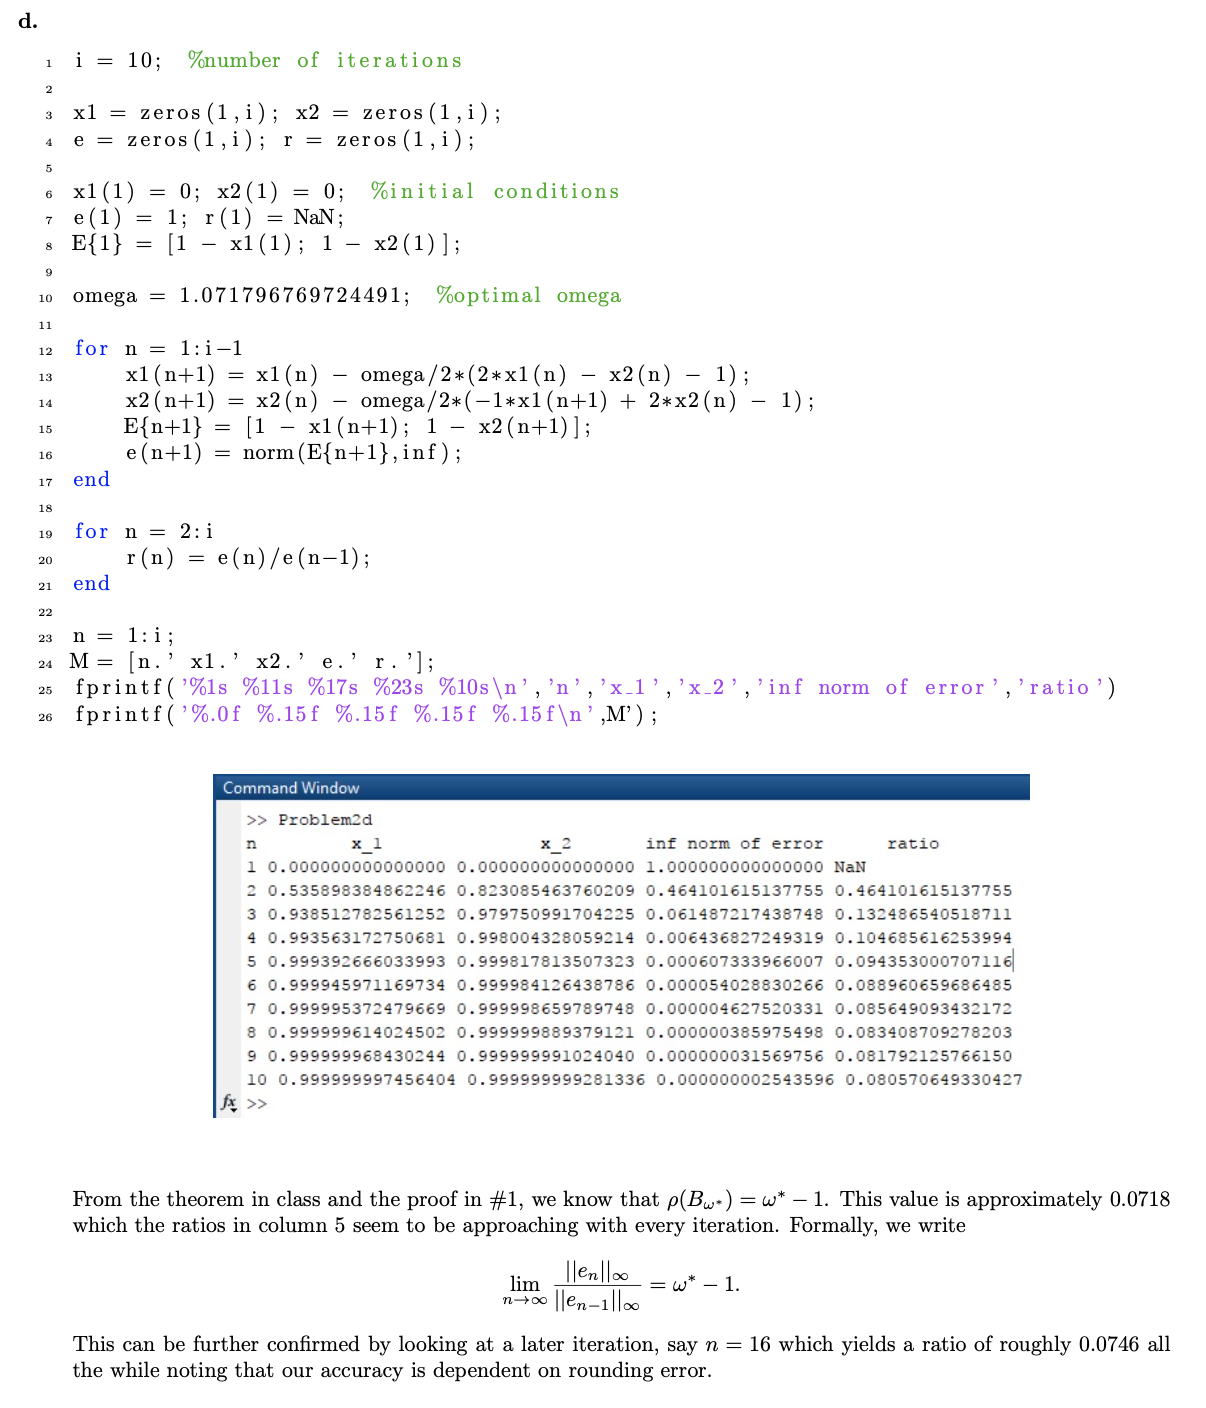 d.
1 i = 10; %number of iterations
2
3 x1 = zeros(1,i); x2 = zeros(1,i);
4 e = zeros(1,i); r = zeros(1,i);
5
6 x1(1) = 0; x2(1) = 0; %initial conditions
7 e(1) = 1; r(1) = NaN;
8 E{1} = [1 − x1(1); 1 − x2(1)];
9
10 omega = 1.071796769724491; %optimal omega
11
12 for n = 1:i−1
13 x1(n+1) = x1(n) − omega/2*(2*x1(n) − x2(n) − 1);
14 x2(n+1) = x2(n) − omega/2*(−1*x1(n+1) + 2*x2(n) − 1);
15 E{n+1} = [1 − x1(n+1); 1 − x2(n+1)];
16 e(n+1) = norm(E{n+1},inf);
17 end
18
19 for n = 2:i
20 r(n) = e(n)/e(n−1);
21 end
22
23 n = 1:i;
24 M = [n.' x1.' x2.' e.' r.'];
25 fprintf('%1s %11s %17s %23s %10s\n','n','x_1','x_2','inf norm of error','ratio')
26 fprintf('%.0f %.15f %.15f %.15f %.15f\n',M');
Command Window
>> Problem2d
n x_1 x_2 inf norm of error ratio
1 0.000000000000000 0.000000000000000 1.000000000000000 NaN
2 0.535898384862246 0.823085463760209 0.464101615137755 0.464101615137755
3 0.938512782561252 0.979750991704225 0.061487217438748 0.132486540518711
4 0.993563172750681 0.998004328059214 0.006436827249319 0.104685616253994
5 0.999392666033993 0.999817813507323 0.000607333966007 0.094353000707116
6 0.999945971169734 0.999984126438786 0.000054028830266 0.088960659686485
7 0.999995372479669 0.999998659789748 0.000004627520331 0.085649093432172
8 0.999999614024502 0.999999889379121 0.000000385975498 0.083408709278203
9 0.999999968430244 0.999999991024040 0.000000031569756 0.081792125766150
10 0.999999997456404 0.999999999281336 0.000000002543596 0.080570649330427
fx >>
From the theorem in class and the proof in #1, we know that ρ(B_{ω*}) = ω* − 1. This value is approximately 0.0718
which the ratios in column 5 seem to be approaching with every iteration. Formally, we write
lim_{n→∞} ||e_n||_∞ / ||e_{n−1}||_∞ = ω* − 1.
This can be further confirmed by looking at a later iteration, say n = 16 which yields a ratio of roughly 0.0746 all
the while noting that our accuracy is dependent on rounding error.